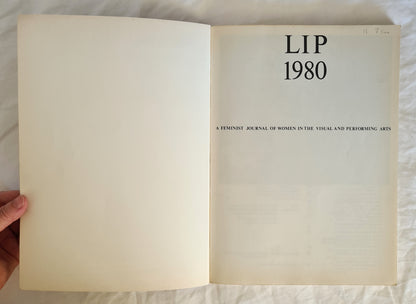 LIP
1980
A FEMINIST JOURNAL OF WOMEN IN THE VISUAL AND PERFORMING ARTS